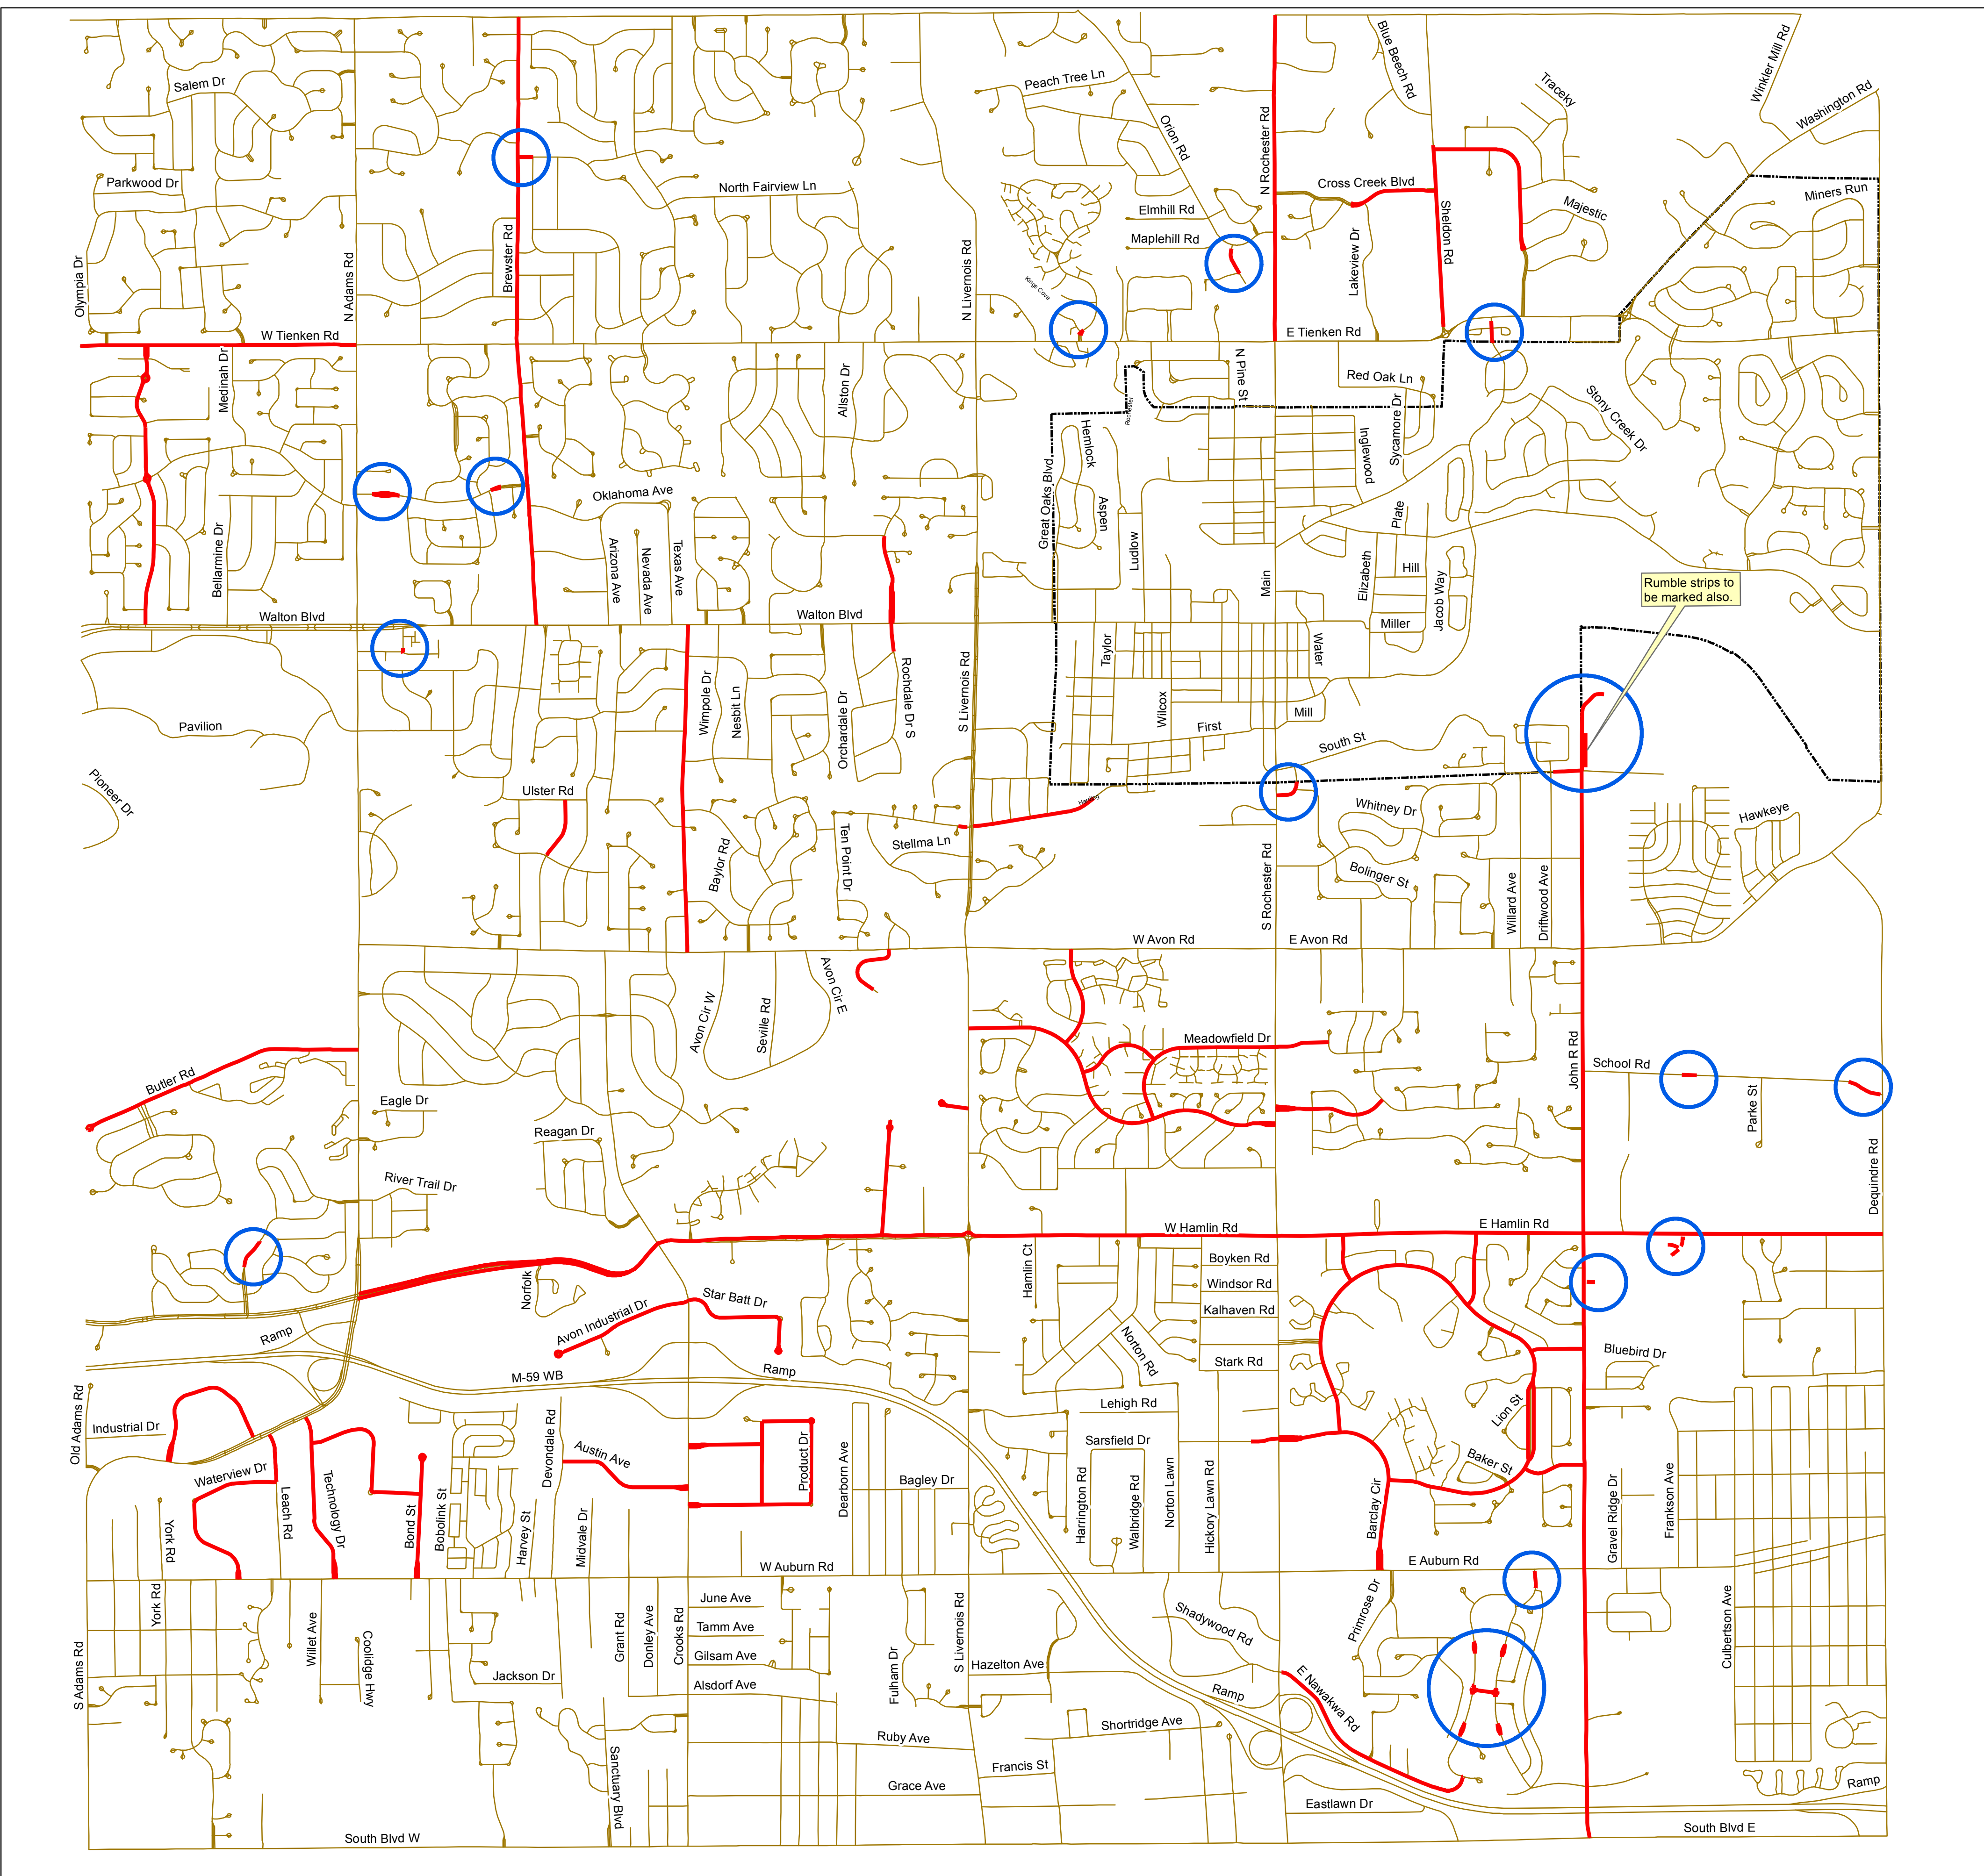 Salem Dr
Peach Tree Ln
Blue Beech Rd
Traceky
Winkler Mill Rd
Washington Rd
Orion Rd
N Rochester Rd
Parkwood Dr
North Fairview Ln
Cross Creek Blvd
Miners Run
Elmhill Rd
Majestic
Maplehill Rd
Sheldon Rd
Lakeview Dr
Olympia Dr
N Adams Rd
Brewster Rd
N Livernois Rd
Kings Cove
W Tienken Rd
E Tienken Rd
Medinah Dr
Allston Dr
N Pine St
Red Oak Ln
Rochester
Hemlock
Sycamore Dr
Stony Creek Dr
Inglewood
Great Oaks Blvd
Oklahoma Ave
Aspen
Plate
Bellarmine Dr
Arizona Ave
Nevada Ave
Texas Ave
Ludlow
Main
Elizabeth
Hill
Jacob Way
Rumble strips to
be marked also.
Walton Blvd
Walton Blvd
Miller
Taylor
Water
Wimpole Dr
Nesbit Ln
Orchardale Dr
Rochdale Dr S
S Livernois Rd
Wilcox
Mill
First
South St
Pavilion
Pioneer Dr
Ulster Rd
Harding
Whitney Dr
Hawkeye
Baylor Rd
Ten Point Dr
Stellma Ln
S Rochester Rd
Bolinger St
Willard Ave
Driftwood Ave
W Avon Rd
E Avon Rd
Avon Cir W
Seville Rd
Avon Cir E
Meadowfield Dr
John R Rd
School Rd
Butler Rd
Eagle Dr
Parke St
Reagan Dr
River Trail Dr
Dequindre Rd
W Hamlin Rd
E Hamlin Rd
Hamlin Ct
Boyken Rd
Windsor Rd
Kalhaven Rd
Norfolk
Avon Industrial Dr
Star Batt Dr
Ramp
Norton Rd
Stark Rd
Bluebird Dr
M-59 WB
Ramp
Old Adams Rd
Industrial Dr
Lehigh Rd
Lion St
Devondale Rd
Austin Ave
Product Dr
Dearborn Ave
Sarsfield Dr
Baker St
Waterview Dr
Leach Rd
Technology Dr
Bond St
Bobolink St
Bagley Dr
Harrington Rd
Walbridge Rd
Norton Lawn
Hickory Lawn Rd
Barclay Cir
Gravel Ridge Dr
Frankson Ave
York Rd
Harvey St
Midvale Dr
W Auburn Rd
E Auburn Rd
York Rd
Willet Ave
Coolidge Hwy
Grant Rd
Donley Ave
Crooks Rd
June Ave
Tamm Ave
Gilsam Ave
Alsdorf Ave
Fulham Dr
S Livernois Rd
Hazelton Ave
Shadywood Rd
Primrose Dr
Culbertson Ave
S Adams Rd
Jackson Dr
Ramp
E Nawakwa Rd
Shortridge Ave
Ruby Ave
Francis St
Sanctuary Blvd
Grace Ave
Eastlawn Dr
Ramp
South Blvd W
South Blvd E